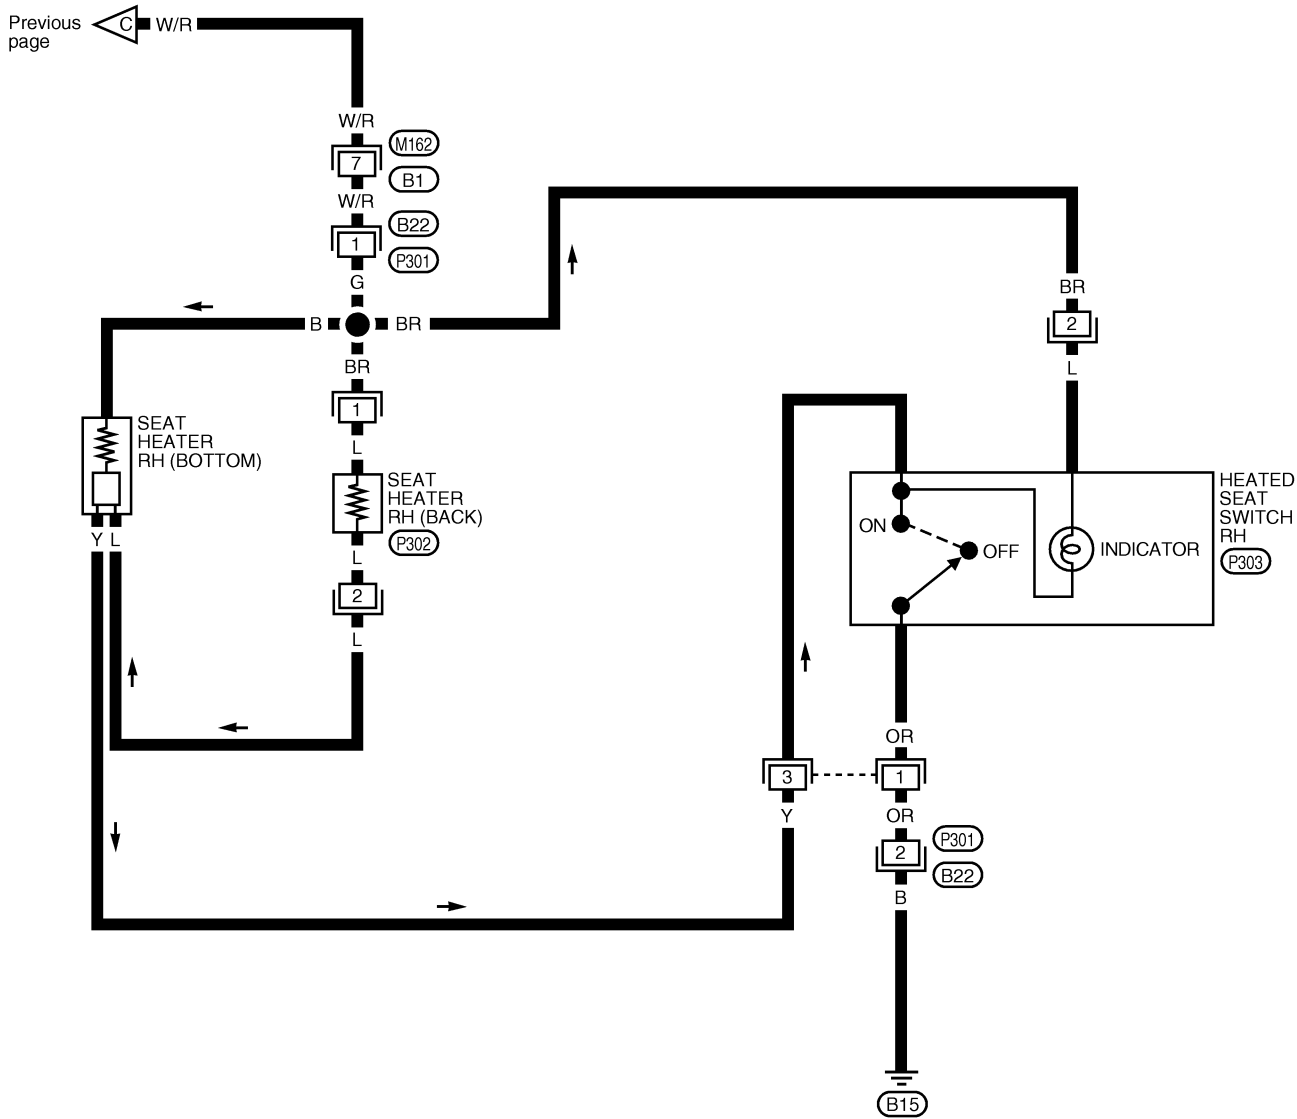 Previous
page
C
W/R
W/R
M162
7
B1
W/R
B22
1
P301
G
B
BR
BR
BR
2
L
1
L
SEAT
HEATER
RH (BOTTOM)
SEAT
HEATER
RH (BACK)
P302
Y
L
L
2
L
HEATED
SEAT
SWITCH
RH
P303
ON
OFF
INDICATOR
OR
3
1
Y
OR
P301
2
B22
B
B15